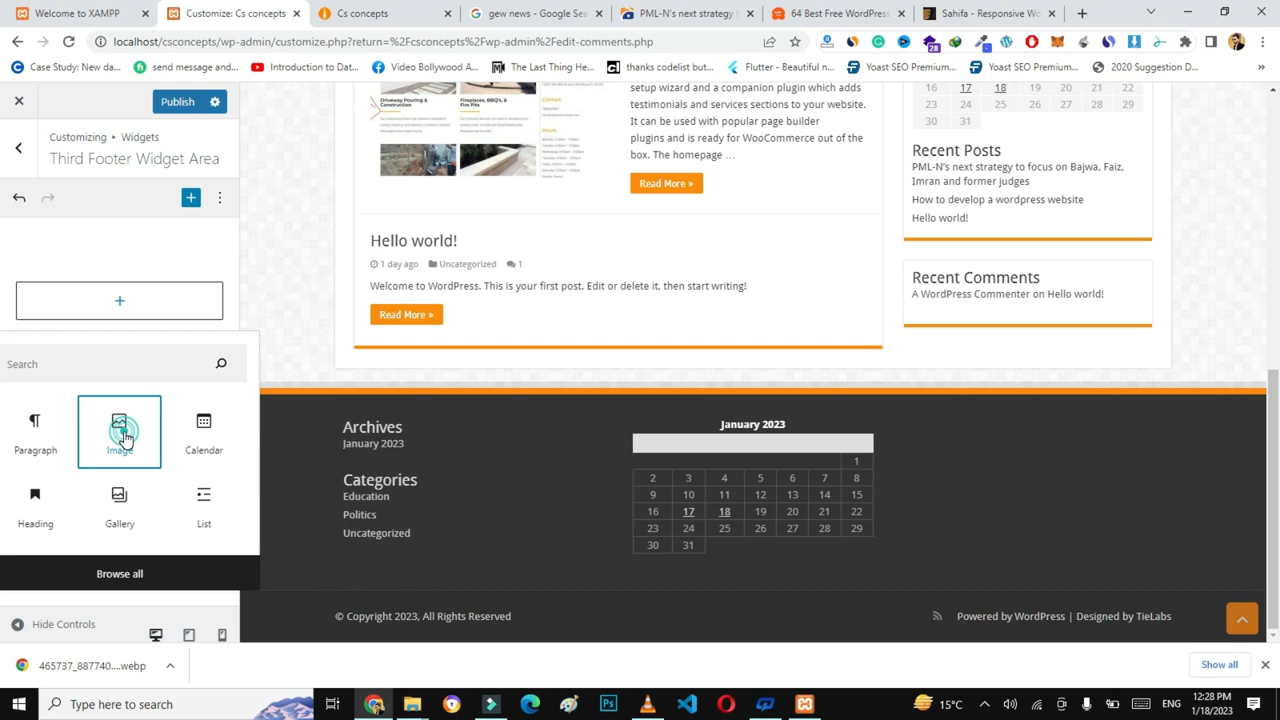 Welcome to XAMPP
Customize: Cs concepts
Cs concepts
gew news - Google Sea
PML-N's next strategy t
64 Best Free WordPress
Sahifa - Responsive Wo
localhost/csconcepts/wp-admin/customize.php?return=%2Fcsconcepts%2Fwp-admin%2Fedit-comments.php
28
Case Study: New da...
send message and...
Introduction to Dat...
Video Bollywood A...
The Last Thing He...
thanks codelist but...
Flutter - Beautiful n...
Yoast SEO Premium...
Yoast SEO Premium...
2020 Suggestion D...
Publish
Customizing ▸ Widgets
Third Footer Widget Area
Search
Paragraph
Image
Calendar
Heading
Gallery
List
Browse all
Hide Controls
Driveway Pouring &
Construction
Fireplaces, BBQ's, &
Fire Pits
Contact
Hours
setup wizard and a companion plugin which adds
testimonials and services sections to your website.
It can be used with popular page builder
plugins and is ready for WooCommerce out of the
box. The homepage …
Read More »
Hello world!
1 day ago Uncategorized 1
Welcome to WordPress. This is your first post. Edit or delete it, then start writing!
Read More »
16 17 18 19 20 21 22
23 24 25 26 27 28 29
30 31
Recent Posts
PML-N's next strategy to focus on Bajwa, Faiz,
Imran and former judges
How to develop a wordpress website
Hello world!
Recent Comments
A WordPress Commenter on Hello world!
Archives
January 2023
Categories
Education
Politics
Uncategorized
January 2023
1
2 3 4 5 6 7 8
9 10 11 12 13 14 15
16 17 18 19 20 21 22
23 24 25 26 27 28 29
30 31
© Copyright 2023, All Rights Reserved
Powered by WordPress | Designed by TieLabs
465737_887740....webp
Show all
Type here to search
Ps
15°C
ENG
12:28 PM
1/18/2023